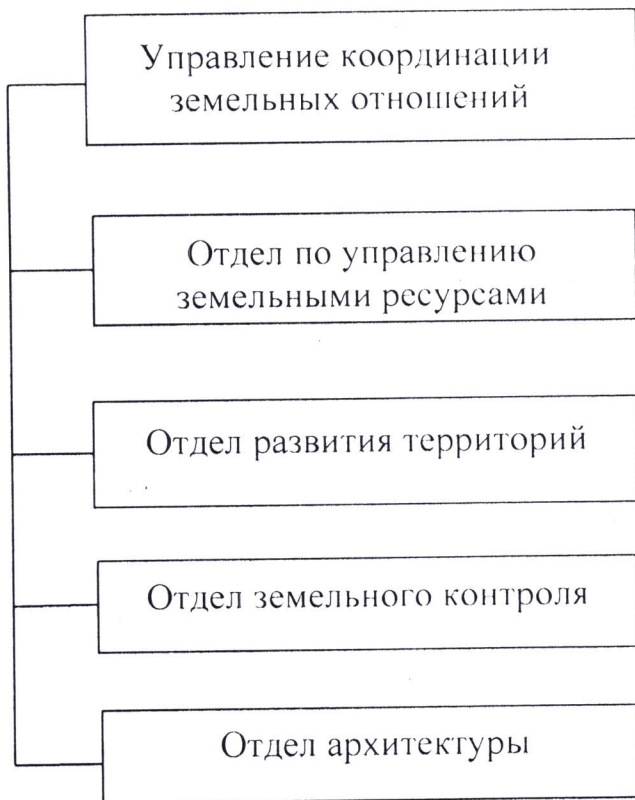 Управление координации
земельных отношений
Отдел по управлению
земельными ресурсами
Отдел развития территорий
Отдел земельного контроля
Отдел архитектуры